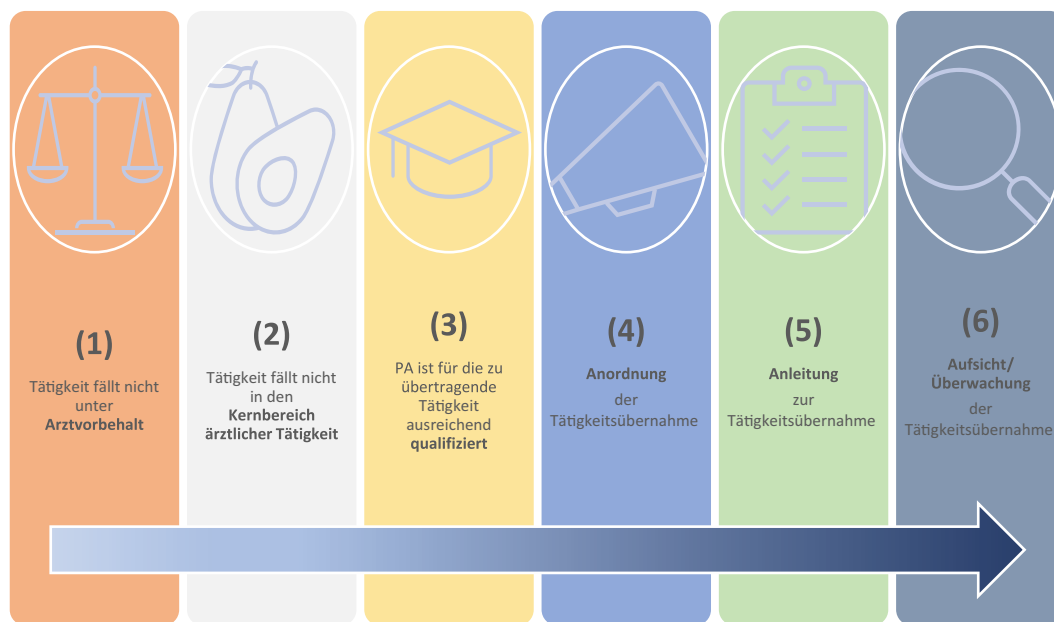 (1)
Tätigkeit fällt nicht
unter
Arztvorbehalt
(2)
Tätigkeit fällt nicht
in den
Kernbereich
ärztlicher Tätigkeit
(3)
PA ist für die zu
übertragende
Tätigkeit
ausreichend
qualifiziert
(4)
Anordnung
der
Tätigkeitsübernahme
(5)
Anleitung
zur
Tätigkeitsübernahme
(6)
Aufsicht/
Überwachung
der
Tätigkeitsübernahme